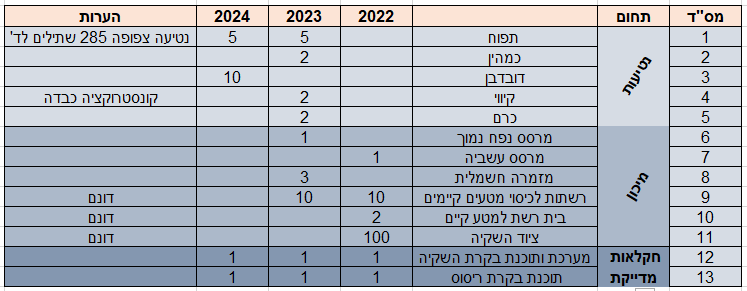 מס"ד תחום 2022 2023 2024 הערות
1 נטיעות תפוח 5 5 נטיעה צפופה 285 שתילים לד'
2 כמהין 2
3 דובדבן 10
4 קיווי 2 קונסטרוקציה כבדה
5 כרם 2
6 מיכון מרסס נפח נמוך 1
7 מרסס עשביה 1
8 מזמרה חשמלית 3
9 רשתות לכיסוי מטעים קיימים 10 10 דונם
10 בית רשת למטע קיים 2 דונם
11 ציוד השקיה 100 דונם
12 חקלאות מערכת ותוכנת בקרת השקיה 1 1 1
13 מדייקת תוכנת בקרת ריסוס 1 1 1